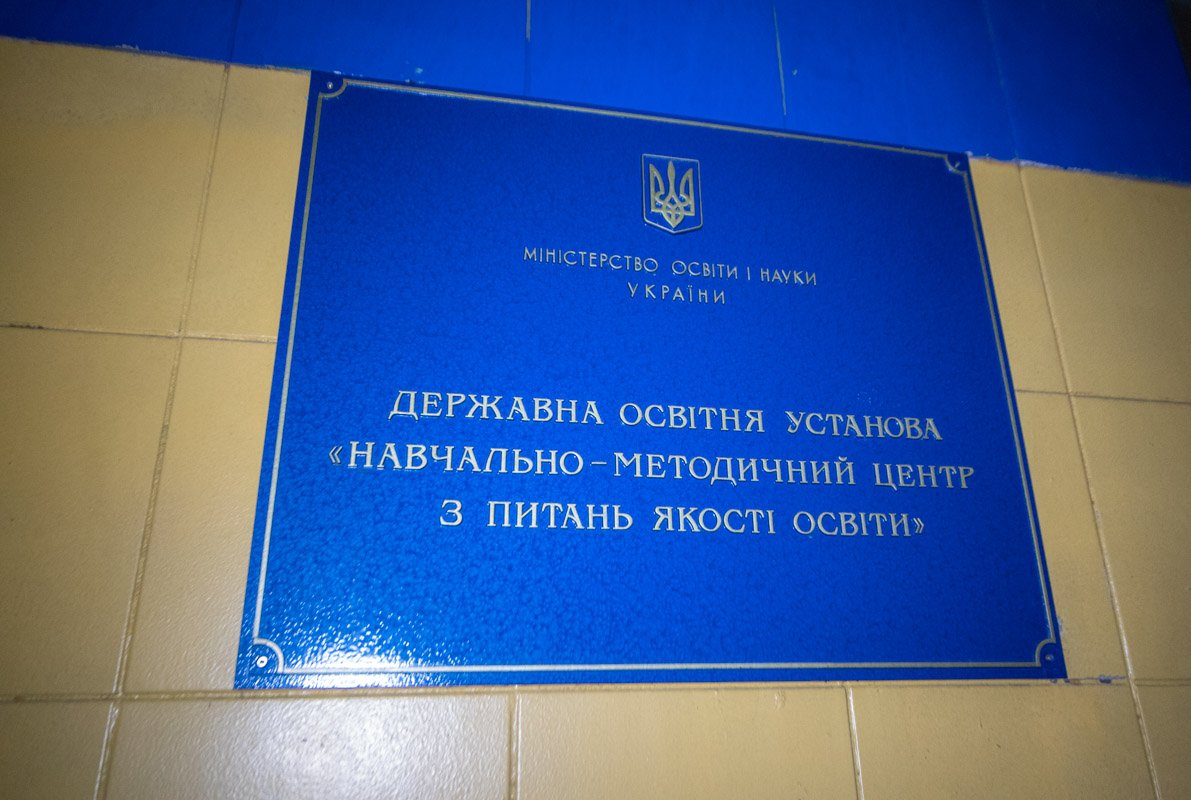 МІНІСТЕРСТВО ОСВІТИ І НАУКИ
УКРАЇНИ
ДЕРЖАВНА ОСВІТНЯ УСТАНОВА
«НАВЧАЛЬНО – МЕТОДИЧНИЙ ЦЕНТР
З ПИТАНЬ ЯКОСТІ ОСВІТИ»